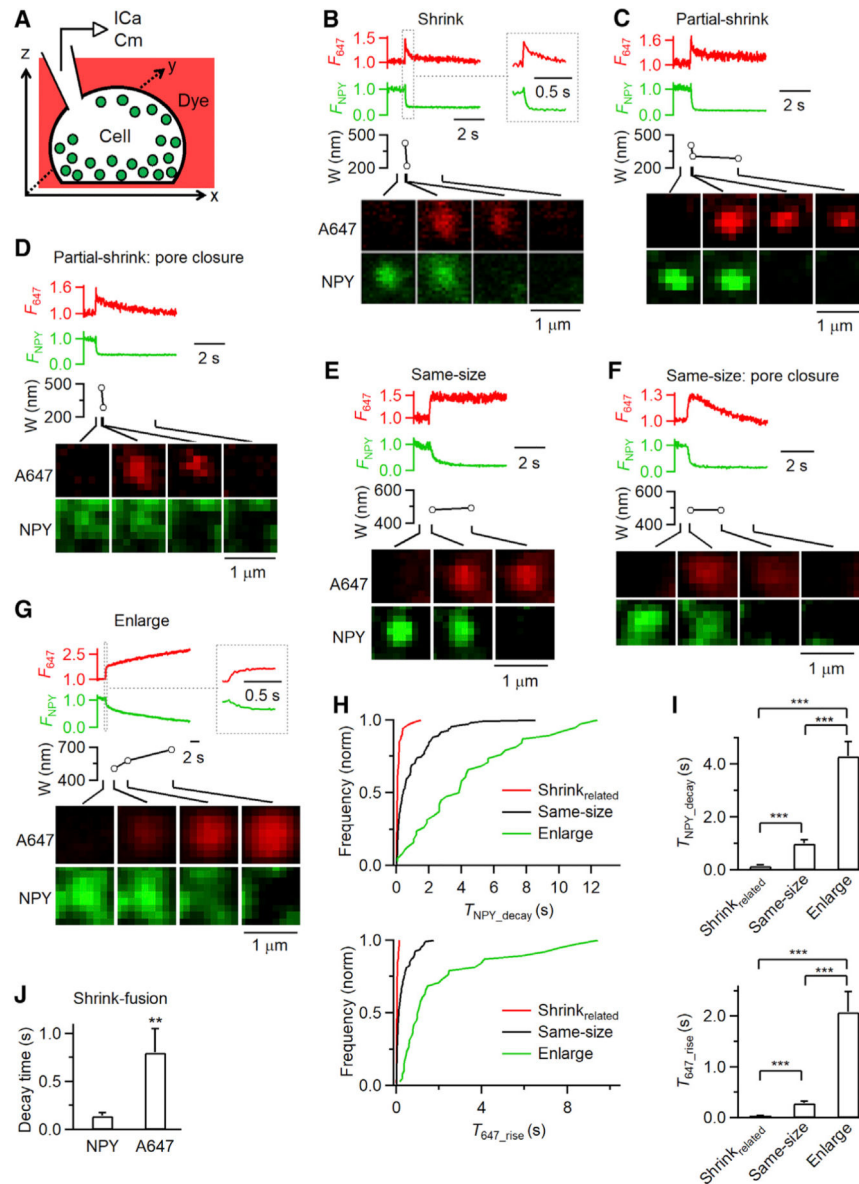 A
ICa
Cm
z
y
Dye
Cell
x
B
Shrink
F647
1.5
1.0
FNPY
1.0
0.0
0.5 s
2 s
W (nm)
500
200
A647
NPY
1 μm
C
Partial-shrink
F647
1.6
1.0
FNPY
1.0
0.0
2 s
W (nm)
500
200
1 μm
D
Partial-shrink: pore closure
F647
1.6
1.0
FNPY
1.0
0.0
2 s
W (nm)
500
200
A647
NPY
1 μm
E
Same-size
F647
1.5
1.0
FNPY
1.0
0.0
2 s
W (nm)
600
400
A647
NPY
1 μm
F
Same-size: pore closure
F647
1.3
1.0
FNPY
1.0
0.0
2 s
W (nm)
600
400
1 μm
G
Enlarge
F647
2.5
1.0
FNPY
1.0
0.0
0.5 s
2 s
W (nm)
700
400
A647
NPY
1 μm
H
Frequency (norm)
1.0
0.5
0.0
Shrinkrelated
Same-size
Enlarge
0 2 4 6 8 10 12
TNPY_decay (s)
Frequency (norm)
1.0
0.5
0.0
Shrinkrelated
Same-size
Enlarge
0 4 8
T647_rise (s)
I
***
***
***
TNPY_decay (s)
4.0
2.0
0.0
Shrinkrelated
Same-size
Enlarge
***
***
***
T647_rise (s)
2.0
1.0
0.0
Shrinkrelated
Same-size
Enlarge
J
Shrink-fusion
**
Decay time (s)
1.0
0.5
0.0
NPY A647